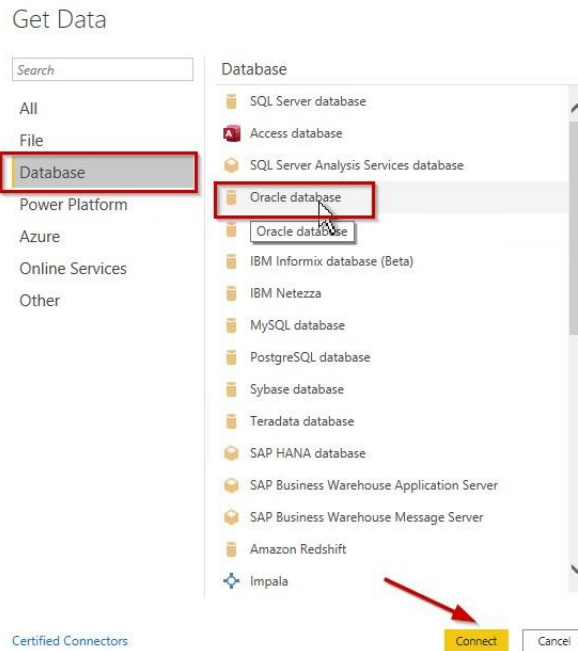 Get Data
Search
All
File
Database
Power Platform
Azure
Online Services
Other
Database
SQL Server database
Access database
SQL Server Analysis Services database
Oracle database
Oracle database
IBM Informix database (Beta)
IBM Netezza
MySQL database
PostgreSQL database
Sybase database
Teradata database
SAP HANA database
SAP Business Warehouse Application Server
SAP Business Warehouse Message Server
Amazon Redshift
Impala
Certified Connectors
Connect
Cancel